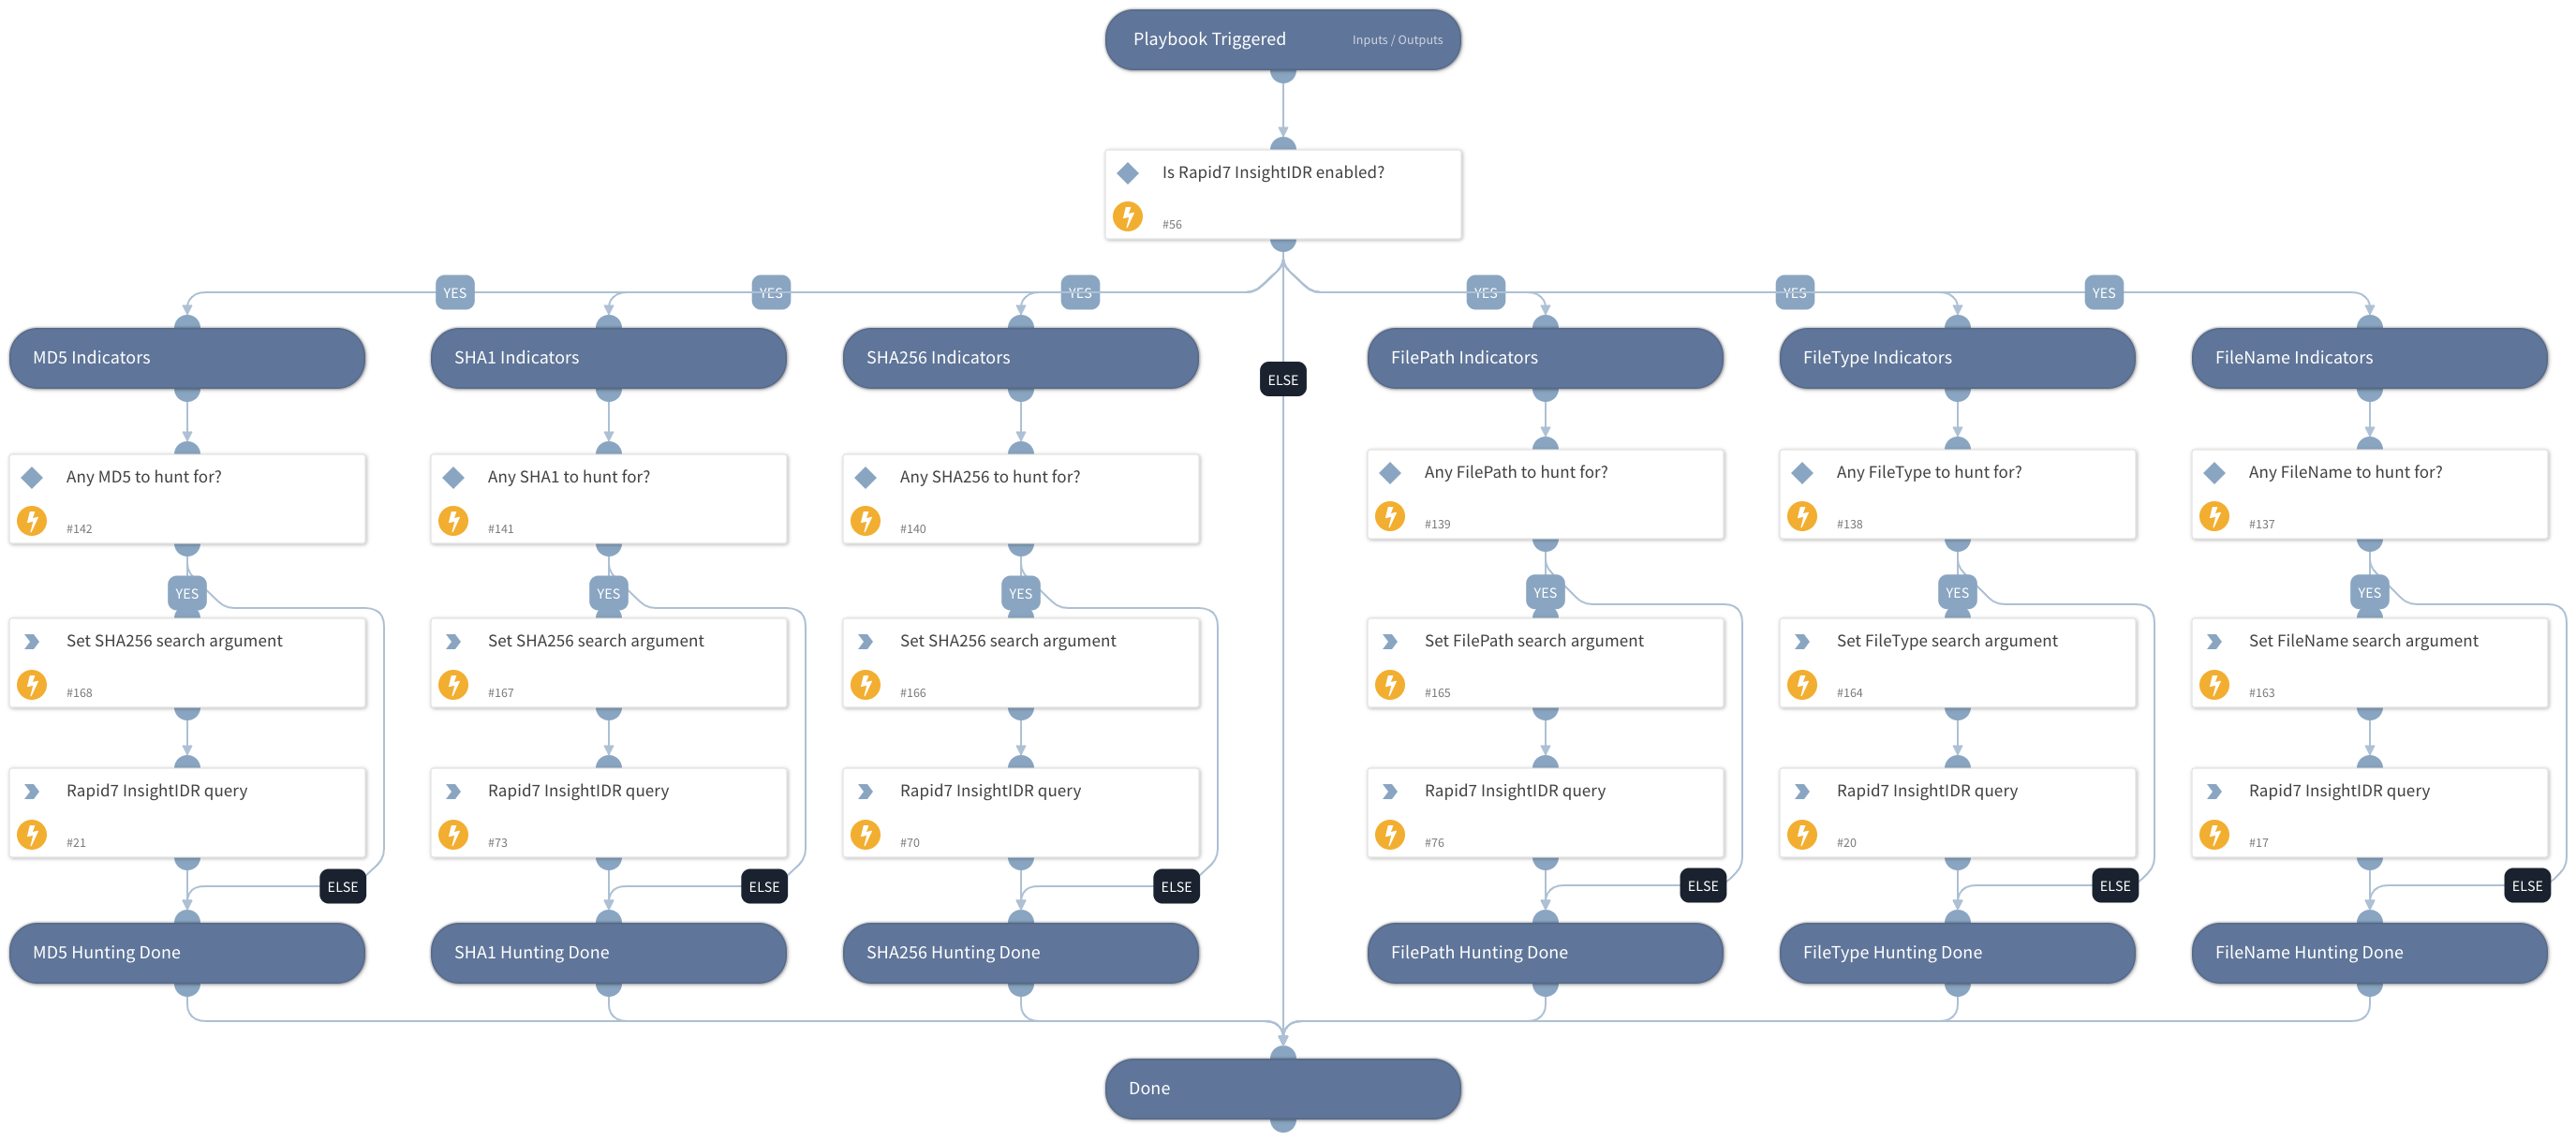 Playbook Triggered
Inputs / Outputs
Is Rapid7 InsightIDR enabled?
#56
YES
YES
YES
YES
YES
YES
MD5 Indicators
SHA1 Indicators
SHA256 Indicators
ELSE
FilePath Indicators
FileType Indicators
FileName Indicators
Any MD5 to hunt for?
#142
Any SHA1 to hunt for?
#141
Any SHA256 to hunt for?
#140
Any FilePath to hunt for?
#139
Any FileType to hunt for?
#138
Any FileName to hunt for?
#137
YES
YES
YES
YES
YES
YES
Set SHA256 search argument
#168
Set SHA256 search argument
#167
Set SHA256 search argument
#166
Set FilePath search argument
#165
Set FileType search argument
#164
Set FileName search argument
#163
Rapid7 InsightIDR query
#21
Rapid7 InsightIDR query
#73
Rapid7 InsightIDR query
#70
Rapid7 InsightIDR query
#76
Rapid7 InsightIDR query
#20
Rapid7 InsightIDR query
#17
ELSE
ELSE
ELSE
ELSE
ELSE
ELSE
MD5 Hunting Done
SHA1 Hunting Done
SHA256 Hunting Done
FilePath Hunting Done
FileType Hunting Done
FileName Hunting Done
Done